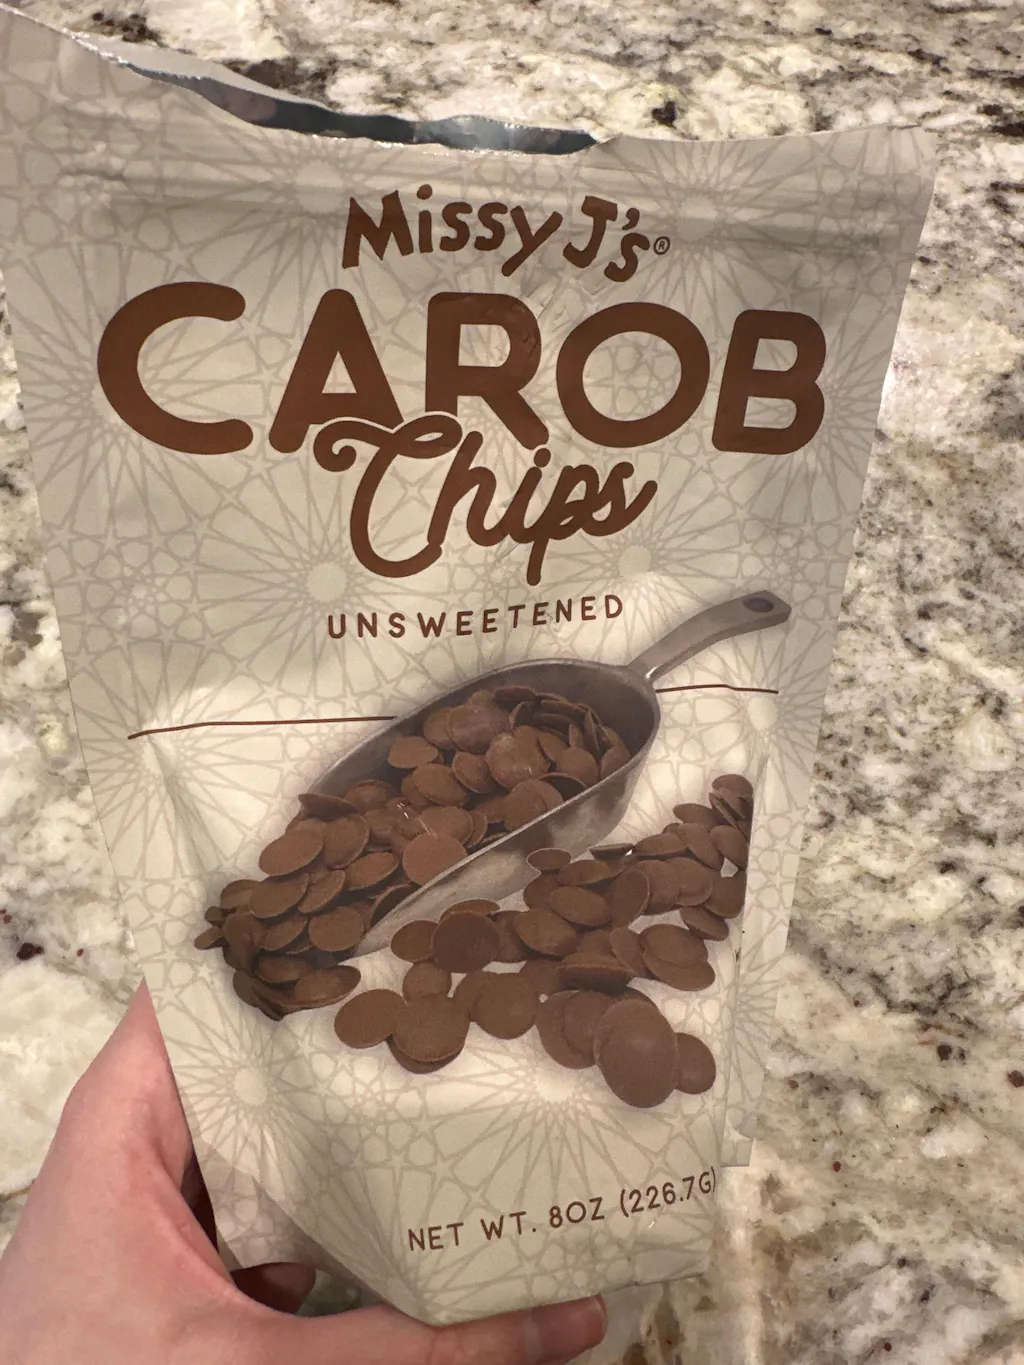 Missy J's®
CAROB
Chips
UNSWEETENED
NET WT. 8OZ (226.7G)